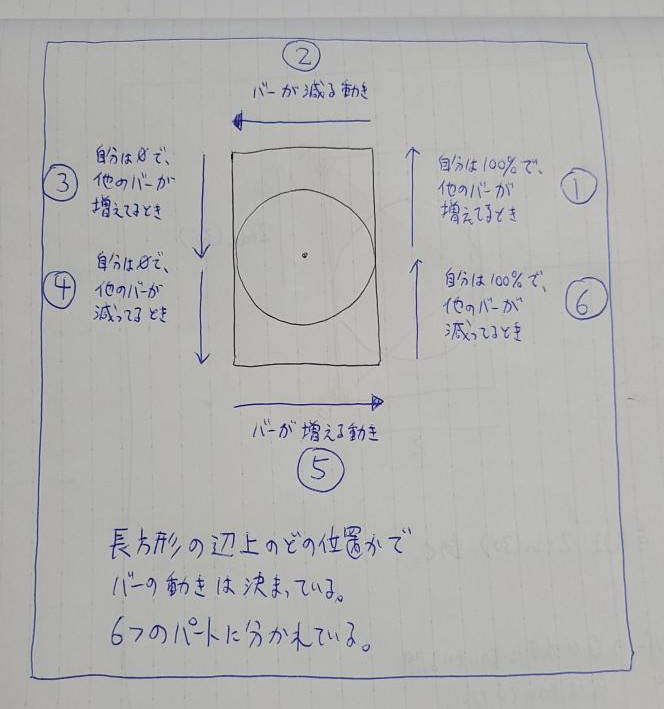 ②
バーが減る動き
③
自分は0で、
他のバーが
増えてるとき
自分は100%で、
他のバーが
増えてるとき
①
④
自分は0で、
他のバーが
減ってるとき
自分は100%で、
他のバーが
減ってるとき
⑥
バーが増える動き
⑤
長方形の辺上のどの位置かで
バーの動きは決まっている。
6つのパートに分かれている。